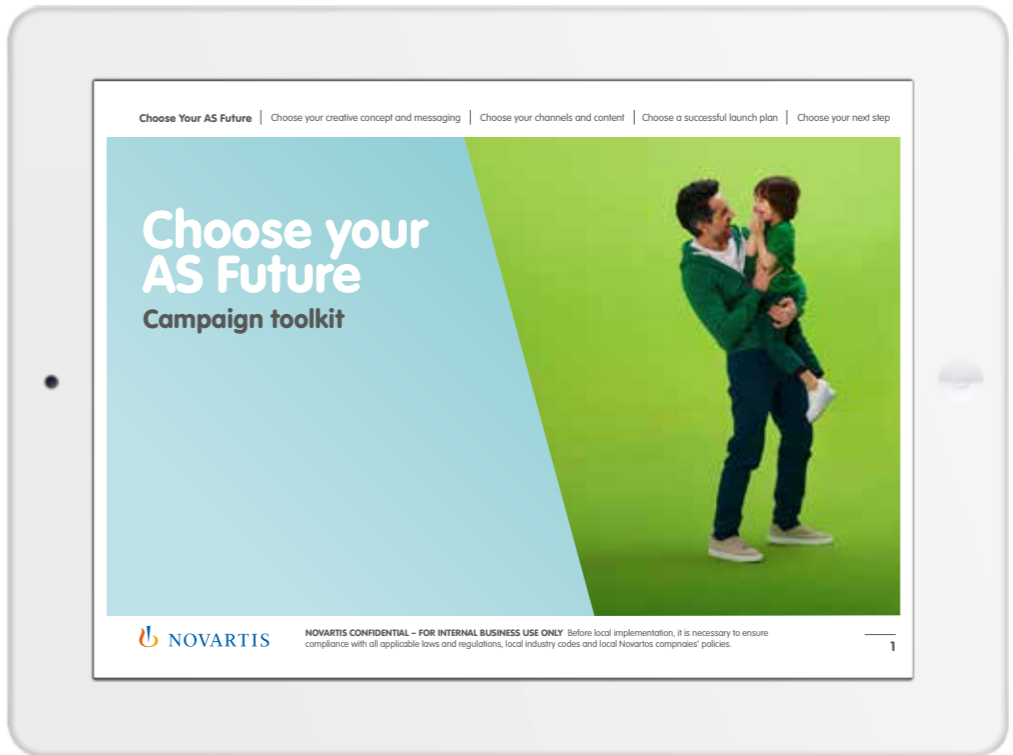 Choose Your AS Future | Choose your creative concept and messaging | Choose your channels and content | Choose a successful launch plan | Choose your next step
Choose your
AS Future
Campaign toolkit
NOVARTIS
NOVARTIS CONFIDENTIAL – FOR INTERNAL BUSINESS USE ONLY Before local implementation, it is necessary to ensure
compliance with all applicable laws and regulations, local industry codes and local Novartos compnaies' policies.
1